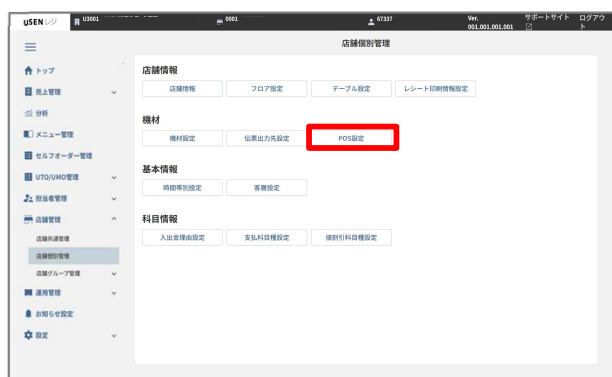 USENレジ U3001 0001 67337 Ver. 001.001.001.001 サポートサイト ログアウト
店舗個別管理
トップ
売上管理
分析
メニュー管理
セルフオーダー管理
UTO/UMO管理
担当者管理
店舗管理
店舗共通管理
店舗個別管理
店舗グループ管理
運用管理
お知らせ設定
設定
店舗情報
店舗情報 フロア設定 テーブル設定 レシート印刷情報設定
機材
機材設定 伝票出力先設定 POS設定
基本情報
時間帯別設定 客層設定
科目情報
入出金理由設定 支払科目種設定 値割引科目種設定